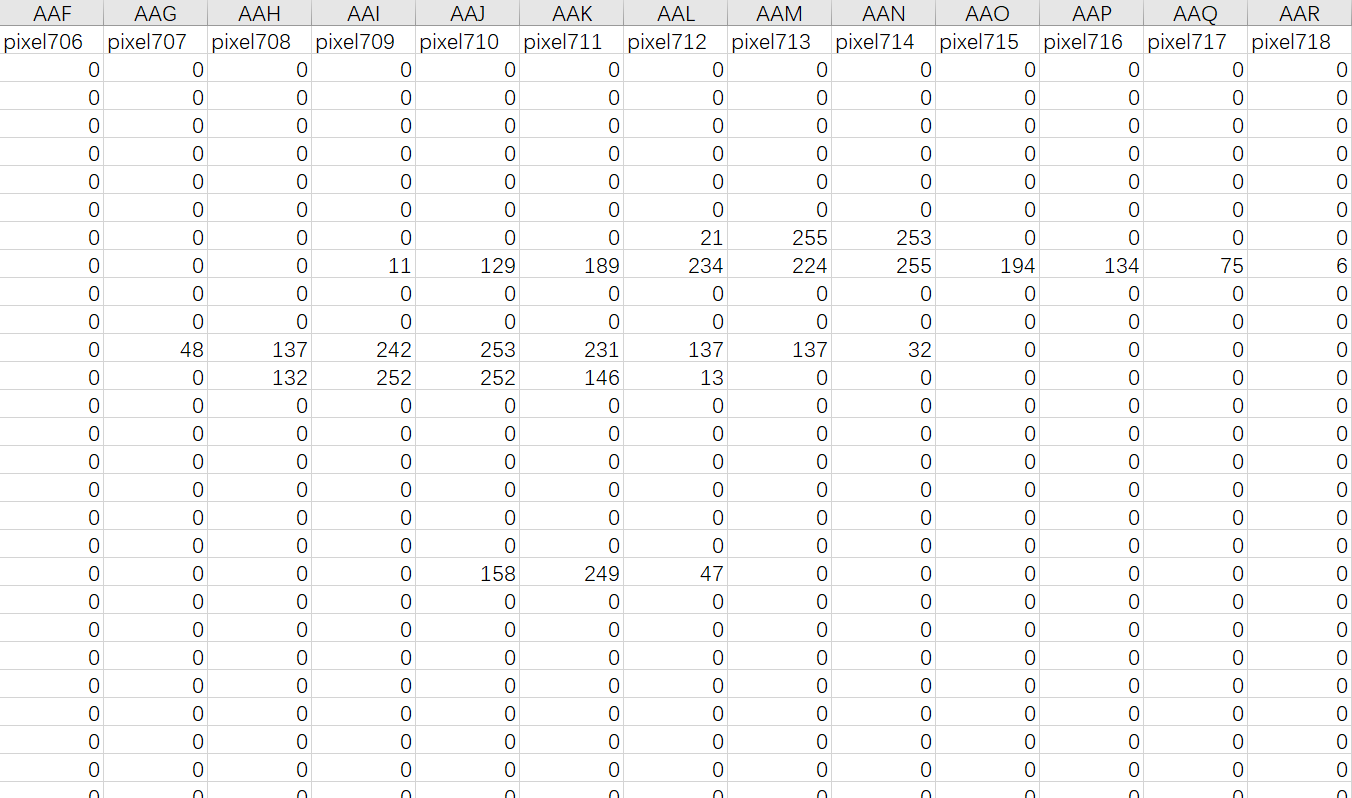 AAF AAG AAH AAI AAJ AAK AAL AAM AAN AAO AAP AAQ AAR
pixel706 pixel707 pixel708 pixel709 pixel710 pixel711 pixel712 pixel713 pixel714 pixel715 pixel716 pixel717 pixel718
0 0 0 0 0 0 0 0 0 0 0 0 0
0 0 0 0 0 0 0 0 0 0 0 0 0
0 0 0 0 0 0 0 0 0 0 0 0 0
0 0 0 0 0 0 0 0 0 0 0 0 0
0 0 0 0 0 0 0 0 0 0 0 0 0
0 0 0 0 0 0 0 0 0 0 0 0 0
0 0 0 0 0 0 21 255 253 0 0 0 0
0 0 0 11 129 189 234 224 255 194 134 75 6
0 0 0 0 0 0 0 0 0 0 0 0 0
0 0 0 0 0 0 0 0 0 0 0 0 0
0 48 137 242 253 231 137 137 32 0 0 0 0
0 0 132 252 252 146 13 0 0 0 0 0 0
0 0 0 0 0 0 0 0 0 0 0 0 0
0 0 0 0 0 0 0 0 0 0 0 0 0
0 0 0 0 0 0 0 0 0 0 0 0 0
0 0 0 0 0 0 0 0 0 0 0 0 0
0 0 0 0 0 0 0 0 0 0 0 0 0
0 0 0 0 0 0 0 0 0 0 0 0 0
0 0 0 0 158 249 47 0 0 0 0 0 0
0 0 0 0 0 0 0 0 0 0 0 0 0
0 0 0 0 0 0 0 0 0 0 0 0 0
0 0 0 0 0 0 0 0 0 0 0 0 0
0 0 0 0 0 0 0 0 0 0 0 0 0
0 0 0 0 0 0 0 0 0 0 0 0 0
0 0 0 0 0 0 0 0 0 0 0 0 0
0 0 0 0 0 0 0 0 0 0 0 0 0